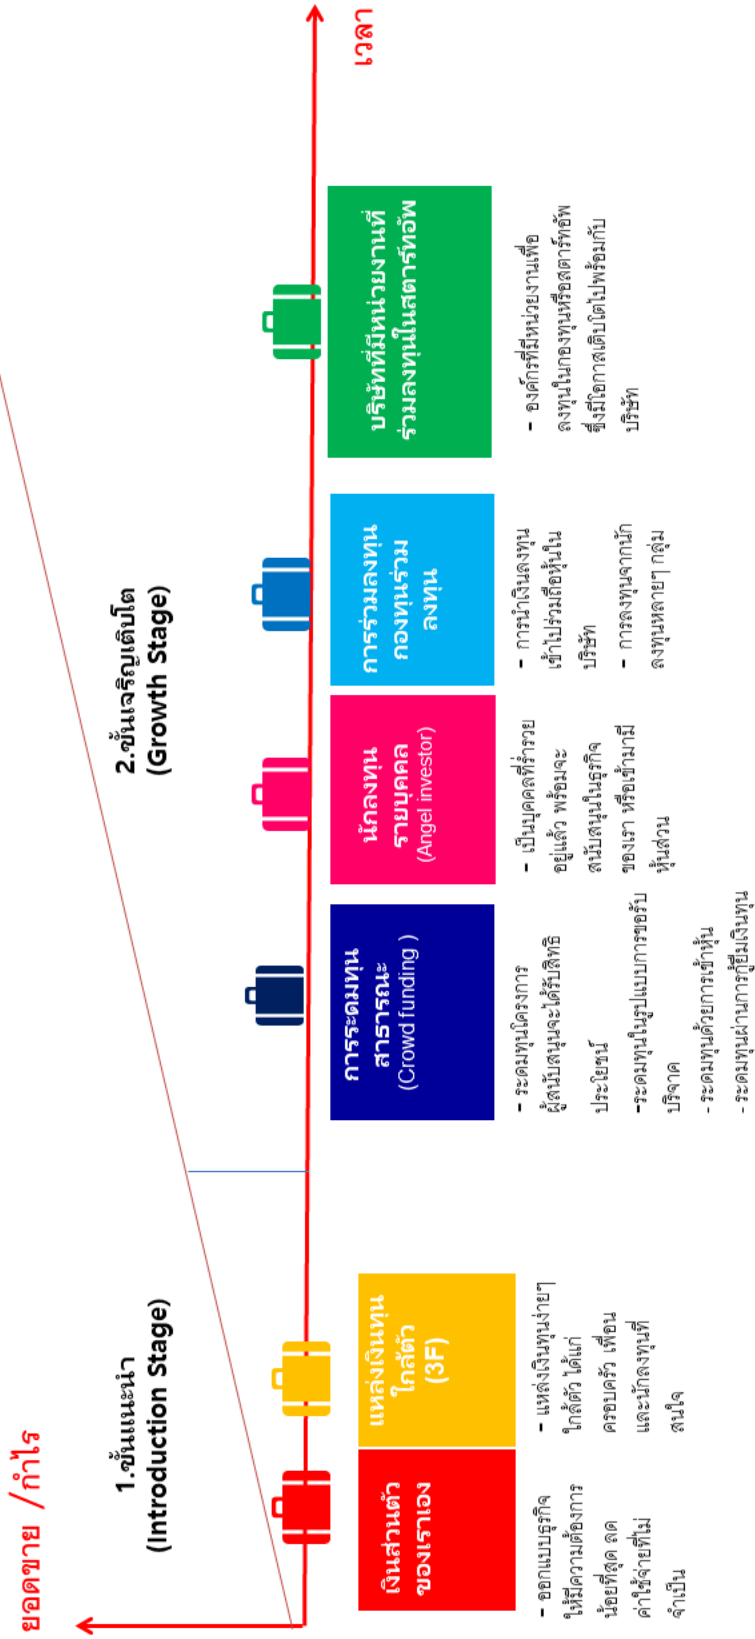 ยอดขาย /กำไร
1.ขั้นแนะนำ
(Introduction Stage)
2.ขั้นเจริญเติบโต
(Growth Stage)
เวลา
เงินส่วนตัว
ของเราเอง
- ออกแบบธุรกิจ
ให้มีความต้องการ
น้อยที่สุด ลด
ค่าใช้จ่ายที่ไม่
จำเป็น
แหล่งเงินทุน
ใกล้ตัว
(3F)
- แหล่งเงินทุนง่ายๆ
ใกล้ตัว ได้แก่
ครอบครัว เพื่อน
และนักลงทุนที่
สนใจ
การระดมทุน
สาธารณะ
(Crowd funding )
- ระดมทุนโครงการ
ผู้สนับสนุนจะได้รับสิทธิ
ประโยชน์
-ระดมทุนในรูปแบบการขอรับ
บริจาค
- ระดมทุนด้วยการเข้าหุ้น
- ระดมทุนผ่านการกู้ยืมเงินทุน
นักลงทุน
รายบุคคล
(Angel investor)
- เป็นบุคคลที่ร่ำรวย
อยู่แล้ว พร้อมจะ
สนับสนุนในธุรกิจ
ของเรา หรือเข้ามามี
หุ้นส่วน
การร่วมลงทุน
กองทุนร่วม
ลงทุน
- การนำเงินลงทุน
เข้าไปร่วมถือหุ้นใน
บริษัท
- การลงทุนจากนัก
ลงทุนหลายๆ กลุ่ม
บริษัทที่มีหน่วยงานที่
ร่วมลงทุนในสตาร์ทอัพ
- องค์กรที่มีหน่วยงานเพื่อ
ลงทุนในกองทุนหรือสตาร์ทอัพ
ซึ่งมีโอกาสเติบโตไปพร้อมกับ
บริษัท